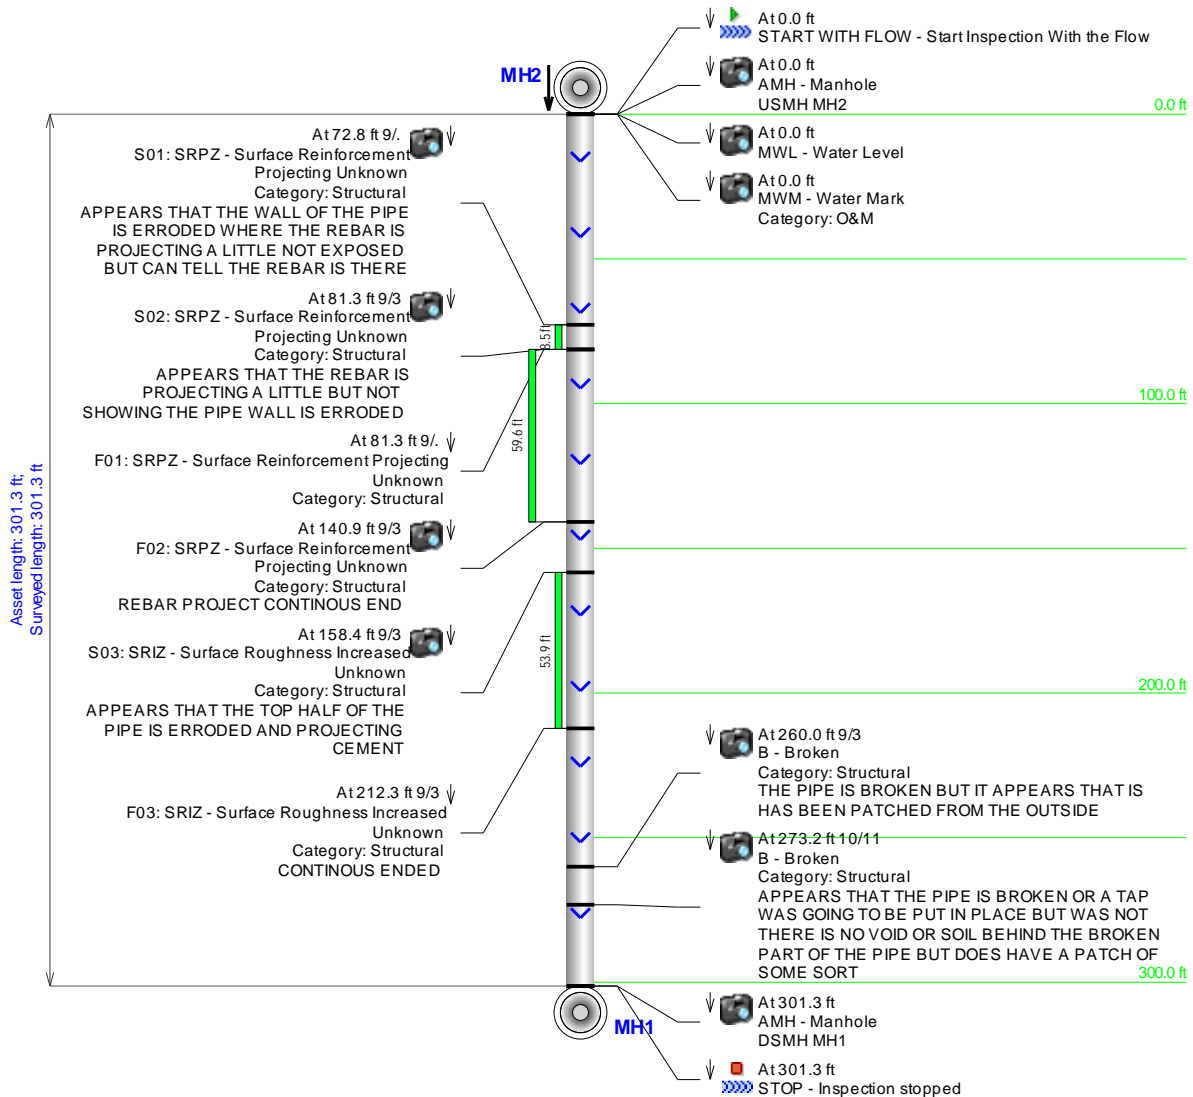 At 0.0 ft
START WITH FLOW - Start Inspection With the Flow
At 0.0 ft
AMH - Manhole
USMH MH2
MH2
0.0 ft
At 0.0 ft
MWL - Water Level
At 0.0 ft
MWM - Water Mark
Category: O&M
At 72.8 ft 9/.
S01: SRPZ - Surface Reinforcement
Projecting Unknown
Category: Structural
APPEARS THAT THE WALL OF THE PIPE
IS ERRODED WHERE THE REBAR IS
PROJECTING A LITTLE NOT EXPOSED
BUT CAN TELL THE REBAR IS THERE
At 81.3 ft 9/3
S02: SRPZ - Surface Reinforcement
Projecting Unknown
Category: Structural
APPEARS THAT THE REBAR IS
PROJECTING A LITTLE BUT NOT
SHOWING THE PIPE WALL IS ERRODED
8.5 ft
100.0 ft
At 81.3 ft 9/.
F01: SRPZ - Surface Reinforcement Projecting
Unknown
Category: Structural
59.6 ft
Asset length: 301.3 ft;
Surveyed length: 301.3 ft
At 140.9 ft 9/3
F02: SRPZ - Surface Reinforcement
Projecting Unknown
Category: Structural
REBAR PROJECT CONTINOUS END
At 158.4 ft 9/3
S03: SRIZ - Surface Roughness Increased
Unknown
Category: Structural
APPEARS THAT THE TOP HALF OF THE
PIPE IS ERRODED AND PROJECTING
CEMENT
53.9 ft
200.0 ft
At 212.3 ft 9/3
F03: SRIZ - Surface Roughness Increased
Unknown
Category: Structural
CONTINOUS ENDED
At 260.0 ft 9/3
B - Broken
Category: Structural
THE PIPE IS BROKEN BUT IT APPEARS THAT IS
HAS BEEN PATCHED FROM THE OUTSIDE
At 273.2 ft 10/11
B - Broken
Category: Structural
APPEARS THAT THE PIPE IS BROKEN OR A TAP
WAS GOING TO BE PUT IN PLACE BUT WAS NOT
THERE IS NO VOID OR SOIL BEHIND THE BROKEN
PART OF THE PIPE BUT DOES HAVE A PATCH OF
SOME SORT
300.0 ft
At 301.3 ft
AMH - Manhole
DSMH MH1
MH1
At 301.3 ft
STOP - Inspection stopped